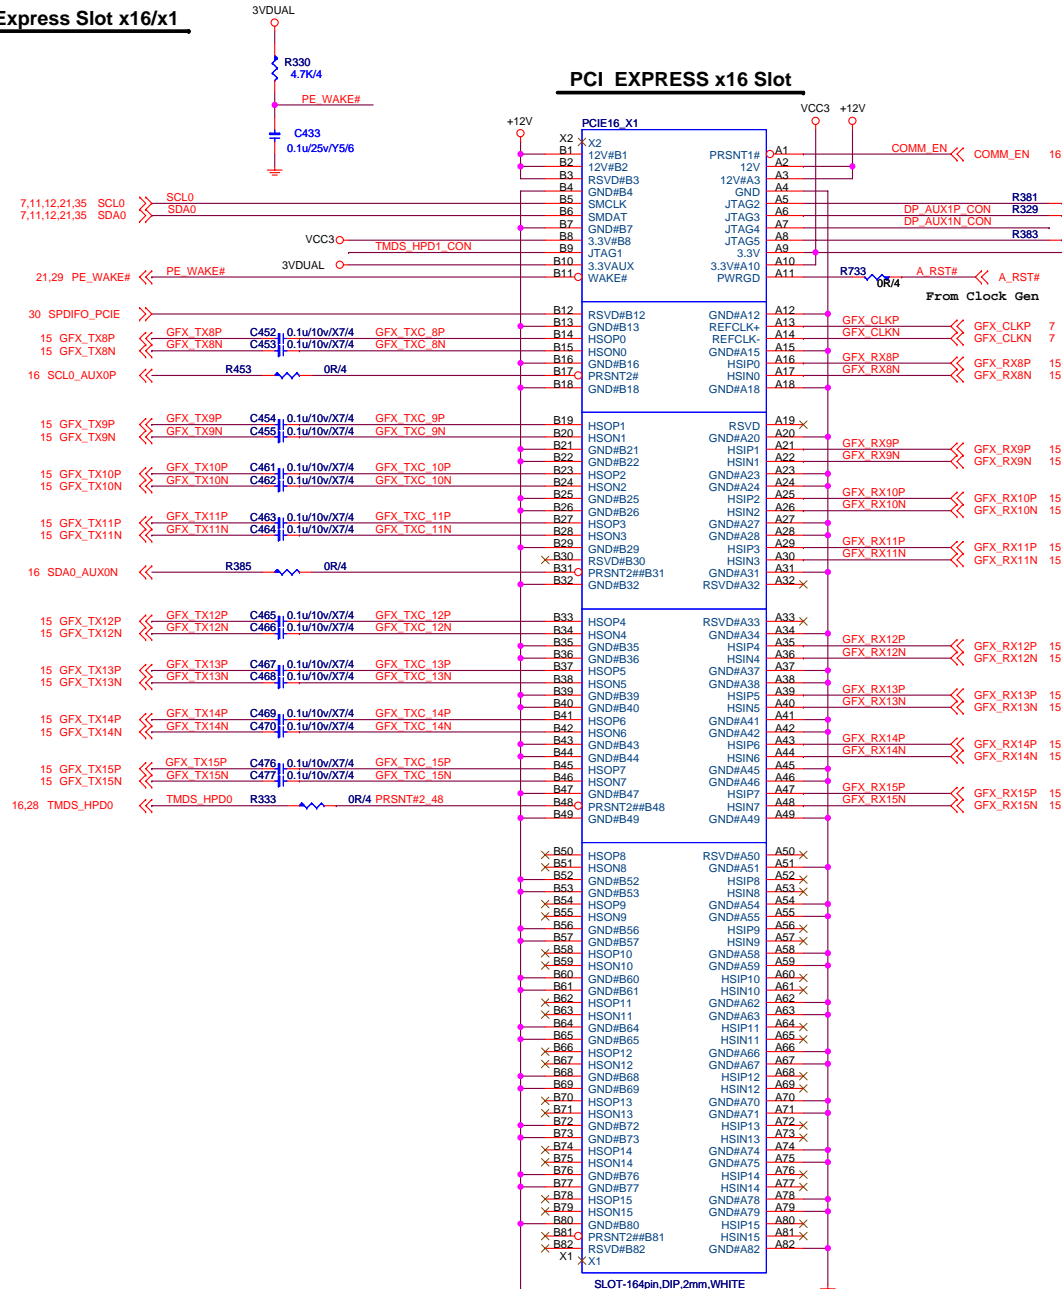 Express Slot x16/x1
3VDUAL
R330
4.7K/4
PE_WAKE#
C433
0.1u/25v/Y5/6
PCI EXPRESS x16 Slot
+12V
VCC3 +12V
PCIE16_X1
X2 X2
B1 12V#B1 PRSNT1# A1 COMM_EN COMM_EN 16
B2 12V#B2 12V A2
B3 RSVD#B3 12V#A3 A3
B4 GND#B4 GND A4
7,11,12,21,35 SCL0 SCL0 B5 SMCLK JTAG2 A5 R381
7,11,12,21,35 SDA0 SDA0 B6 SMDAT JTAG3 A6 DP_AUX1P_CON R329
B7 GND#B7 JTAG4 A7 DP_AUX1N_CON
VCC3 B8 3.3V#B8 JTAG5 A8 R383
TMDS_HPD1_CON B9 JTAG1 3.3V A9
3VDUAL B10 3.3VAUX 3.3V#A10 A10
21,29 PE_WAKE# PE_WAKE# B11 WAKE# PWRGD A11 R733 0R/4 A_RST# A_RST#
From Clock Gen
30 SPDIFO_PCIE B12 RSVD#B12 GND#A12 A12
B13 GND#B13 REFCLK+ A13 GFX_CLKP GFX_CLKP 7
15 GFX_TX8P GFX_TX8P C452 0.1u/10v/X7/4 GFX_TXC_8P B14 HSOP0 REFCLK- A14 GFX_CLKN GFX_CLKN 7
15 GFX_TX8N GFX_TX8N C453 0.1u/10v/X7/4 GFX_TXC_8N B15 HSON0 GND#A15 A15
B16 GND#B16 HSIP0 A16 GFX_RX8P GFX_RX8P 15
16 SCL0_AUX0P R453 0R/4 B17 PRSNT2# HSIN0 A17 GFX_RX8N GFX_RX8N 15
B18 GND#B18 GND#A18 A18
15 GFX_TX9P GFX_TX9P C454 0.1u/10v/X7/4 GFX_TXC_9P B19 HSOP1 RSVD A19
15 GFX_TX9N GFX_TX9N C455 0.1u/10v/X7/4 GFX_TXC_9N B20 HSON1 GND#A20 A20
B21 GND#B21 HSIP1 A21 GFX_RX9P GFX_RX9P 15
B22 GND#B22 HSIN1 A22 GFX_RX9N GFX_RX9N 15
15 GFX_TX10P GFX_TX10P C461 0.1u/10v/X7/4 GFX_TXC_10P B23 HSOP2 GND#A23 A23
15 GFX_TX10N GFX_TX10N C462 0.1u/10v/X7/4 GFX_TXC_10N B24 HSON2 GND#A24 A24
B25 GND#B25 HSIP2 A25 GFX_RX10P GFX_RX10P 15
B26 GND#B26 HSIN2 A26 GFX_RX10N GFX_RX10N 15
15 GFX_TX11P GFX_TX11P C463 0.1u/10v/X7/4 GFX_TXC_11P B27 HSOP3 GND#A27 A27
15 GFX_TX11N GFX_TX11N C464 0.1u/10v/X7/4 GFX_TXC_11N B28 HSON3 GND#A28 A28
B29 GND#B29 HSIP3 A29 GFX_RX11P GFX_RX11P 15
B30 RSVD#B30 HSIN3 A30 GFX_RX11N GFX_RX11N 15
16 SDA0_AUX0N R385 0R/4 B31 PRSNT2##B31 GND#A31 A31
B32 GND#B32 RSVD#A32 A32
15 GFX_TX12P GFX_TX12P C465 0.1u/10v/X7/4 GFX_TXC_12P B33 HSOP4 RSVD#A33 A33
15 GFX_TX12N GFX_TX12N C466 0.1u/10v/X7/4 GFX_TXC_12N B34 HSON4 GND#A34 A34
B35 GND#B35 HSIP4 A35 GFX_RX12P GFX_RX12P 15
B36 GND#B36 HSIN4 A36 GFX_RX12N GFX_RX12N 15
15 GFX_TX13P GFX_TX13P C467 0.1u/10v/X7/4 GFX_TXC_13P B37 HSOP5 GND#A37 A37
15 GFX_TX13N GFX_TX13N C468 0.1u/10v/X7/4 GFX_TXC_13N B38 HSON5 GND#A38 A38
B39 GND#B39 HSIP5 A39 GFX_RX13P GFX_RX13P 15
B40 GND#B40 HSIN5 A40 GFX_RX13N GFX_RX13N 15
15 GFX_TX14P GFX_TX14P C469 0.1u/10v/X7/4 GFX_TXC_14P B41 HSOP6 GND#A41 A41
15 GFX_TX14N GFX_TX14N C470 0.1u/10v/X7/4 GFX_TXC_14N B42 HSON6 GND#A42 A42
B43 GND#B43 HSIP6 A43 GFX_RX14P GFX_RX14P 15
B44 GND#B44 HSIN6 A44 GFX_RX14N GFX_RX14N 15
15 GFX_TX15P GFX_TX15P C476 0.1u/10v/X7/4 GFX_TXC_15P B45 HSOP7 GND#A45 A45
15 GFX_TX15N GFX_TX15N C477 0.1u/10v/X7/4 GFX_TXC_15N B46 HSON7 GND#A46 A46
B47 GND#B47 HSIP7 A47 GFX_RX15P GFX_RX15P 15
16,28 TMDS_HPD0 TMDS_HPD0 R333 0R/4 PRSNT#2_48 B48 PRSNT2##B48 HSIN7 A48 GFX_RX15N GFX_RX15N 15
B49 GND#B49 GND#A49 A49
B50 HSOP8 RSVD#A50 A50
B51 HSON8 GND#A51 A51
B52 GND#B52 HSIP8 A52
B53 GND#B53 HSIN8 A53
B54 HSOP9 GND#A54 A54
B55 HSON9 GND#A55 A55
B56 GND#B56 HSIP9 A56
B57 GND#B57 HSIN9 A57
B58 HSOP10 GND#A58 A58
B59 HSON10 GND#A59 A59
B60 GND#B60 HSIP10 A60
B61 GND#B61 HSIN10 A61
B62 HSOP11 GND#A62 A62
B63 HSON11 GND#A63 A63
B64 GND#B64 HSIP11 A64
B65 GND#B65 HSIN11 A65
B66 HSOP12 GND#A66 A66
B67 HSON12 GND#A67 A67
B68 GND#B68 HSIP12 A68
B69 GND#B69 HSIN12 A69
B70 HSOP13 GND#A70 A70
B71 HSON13 GND#A71 A71
B72 GND#B72 HSIP13 A72
B73 GND#B73 HSIN13 A73
B74 HSOP14 GND#A74 A74
B75 HSON14 GND#A75 A75
B76 GND#B76 HSIP14 A76
B77 GND#B77 HSIN14 A77
B78 HSOP15 GND#A78 A78
B79 HSON15 GND#A79 A79
B80 GND#B80 HSIP15 A80
B81 PRSNT2##B81 HSIN15 A81
B82 RSVD#B82 GND#A82 A82
X1 X1
SLOT-164pin,DIP,2mm,WHITE